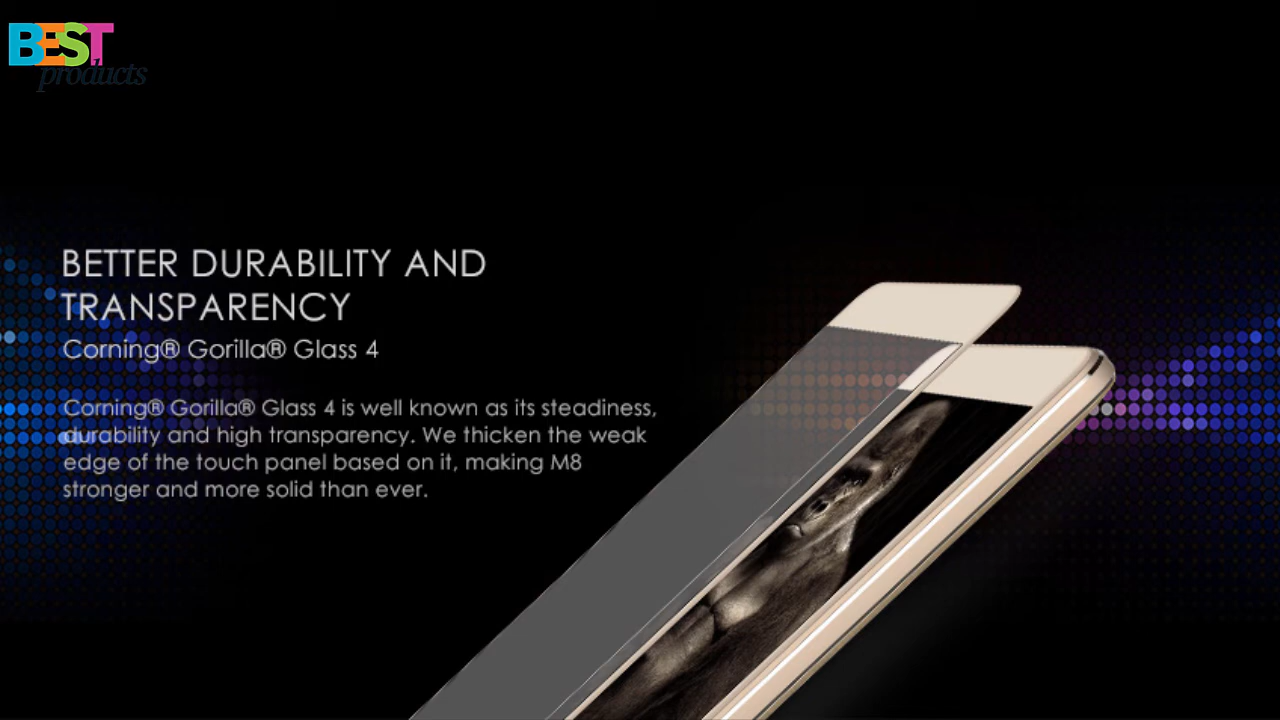 BEST
products
BETTER DURABILITY AND
TRANSPARENCY
Corning® Gorilla® Glass 4
Corning® Gorilla® Glass 4 is well known as its steadiness,
durability and high transparency. We thicken the weak
edge of the touch panel based on it, making M8
stronger and more solid than ever.